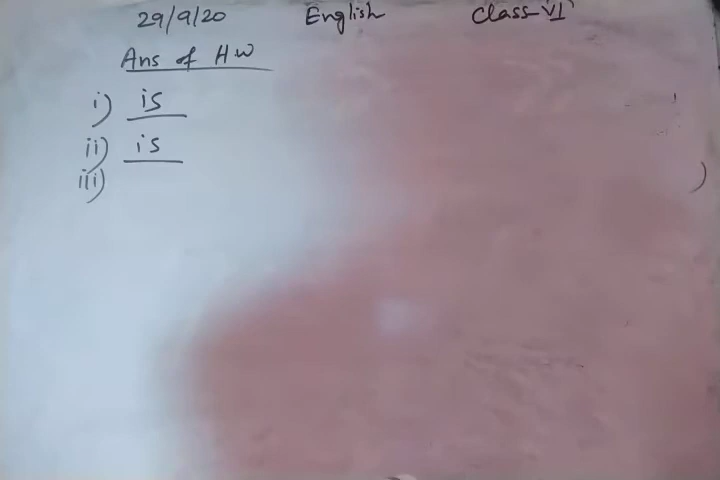 29/9/20 English Class-VI
Ans of HW
i) is
ii) is
iii)